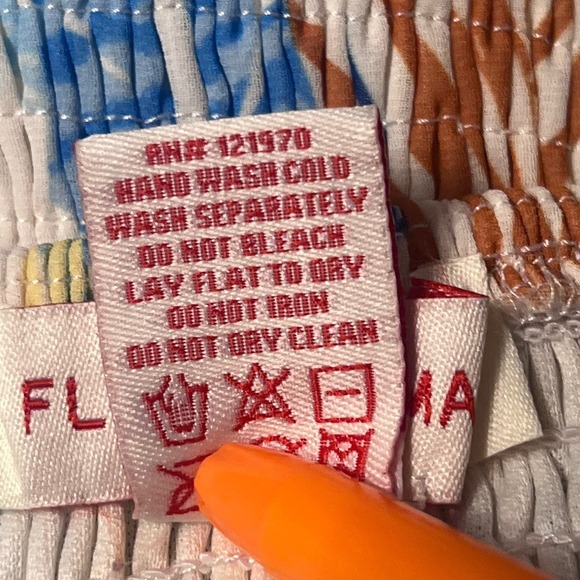 RN# 121970
HAND WASH COLD
WASH SEPARATELY
DO NOT BLEACH
LAY FLAT TO DRY
DO NOT IRON
DO NOT DRY CLEAN
FL
MA